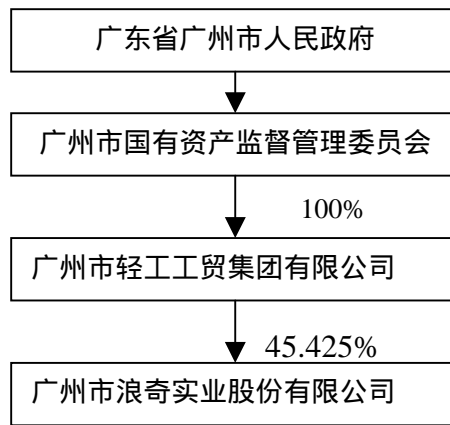 广东省广州市人民政府
广州市国有资产监督管理委员会
100%
广州市轻工工贸集团有限公司
45.425%
广州市浪奇实业股份有限公司